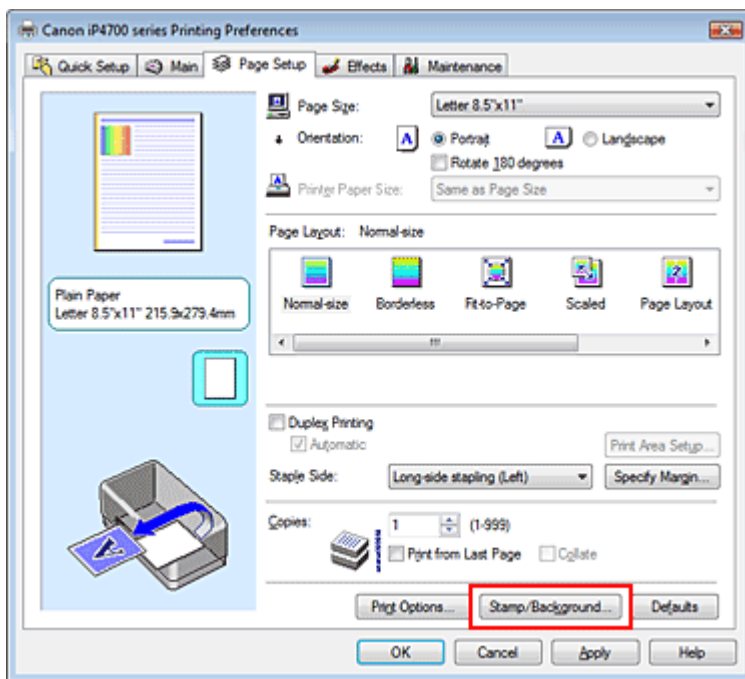 Canon iP4700 series Printing Preferences
Quick Setup Main Page Setup Effects Maintenance
Page Size: Letter 8.5"x11"
Orientation: A Portrait A Landscape
Rotate 180 degrees
Printer Paper Size: Same as Page Size
Page Layout: Normal-size
Normal-size Borderless Fit-to-Page Scaled Page Layout
Plain Paper
Letter 8.5"x11" 215.9x279.4mm
Duplex Printing
Automatic
Print Area Setup...
Staple Side: Long-side stapling (Left) Specify Margin...
Copies: 1 (1-999)
Print from Last Page Collate
Print Options... Stamp/Background... Defaults
OK Cancel Apply Help